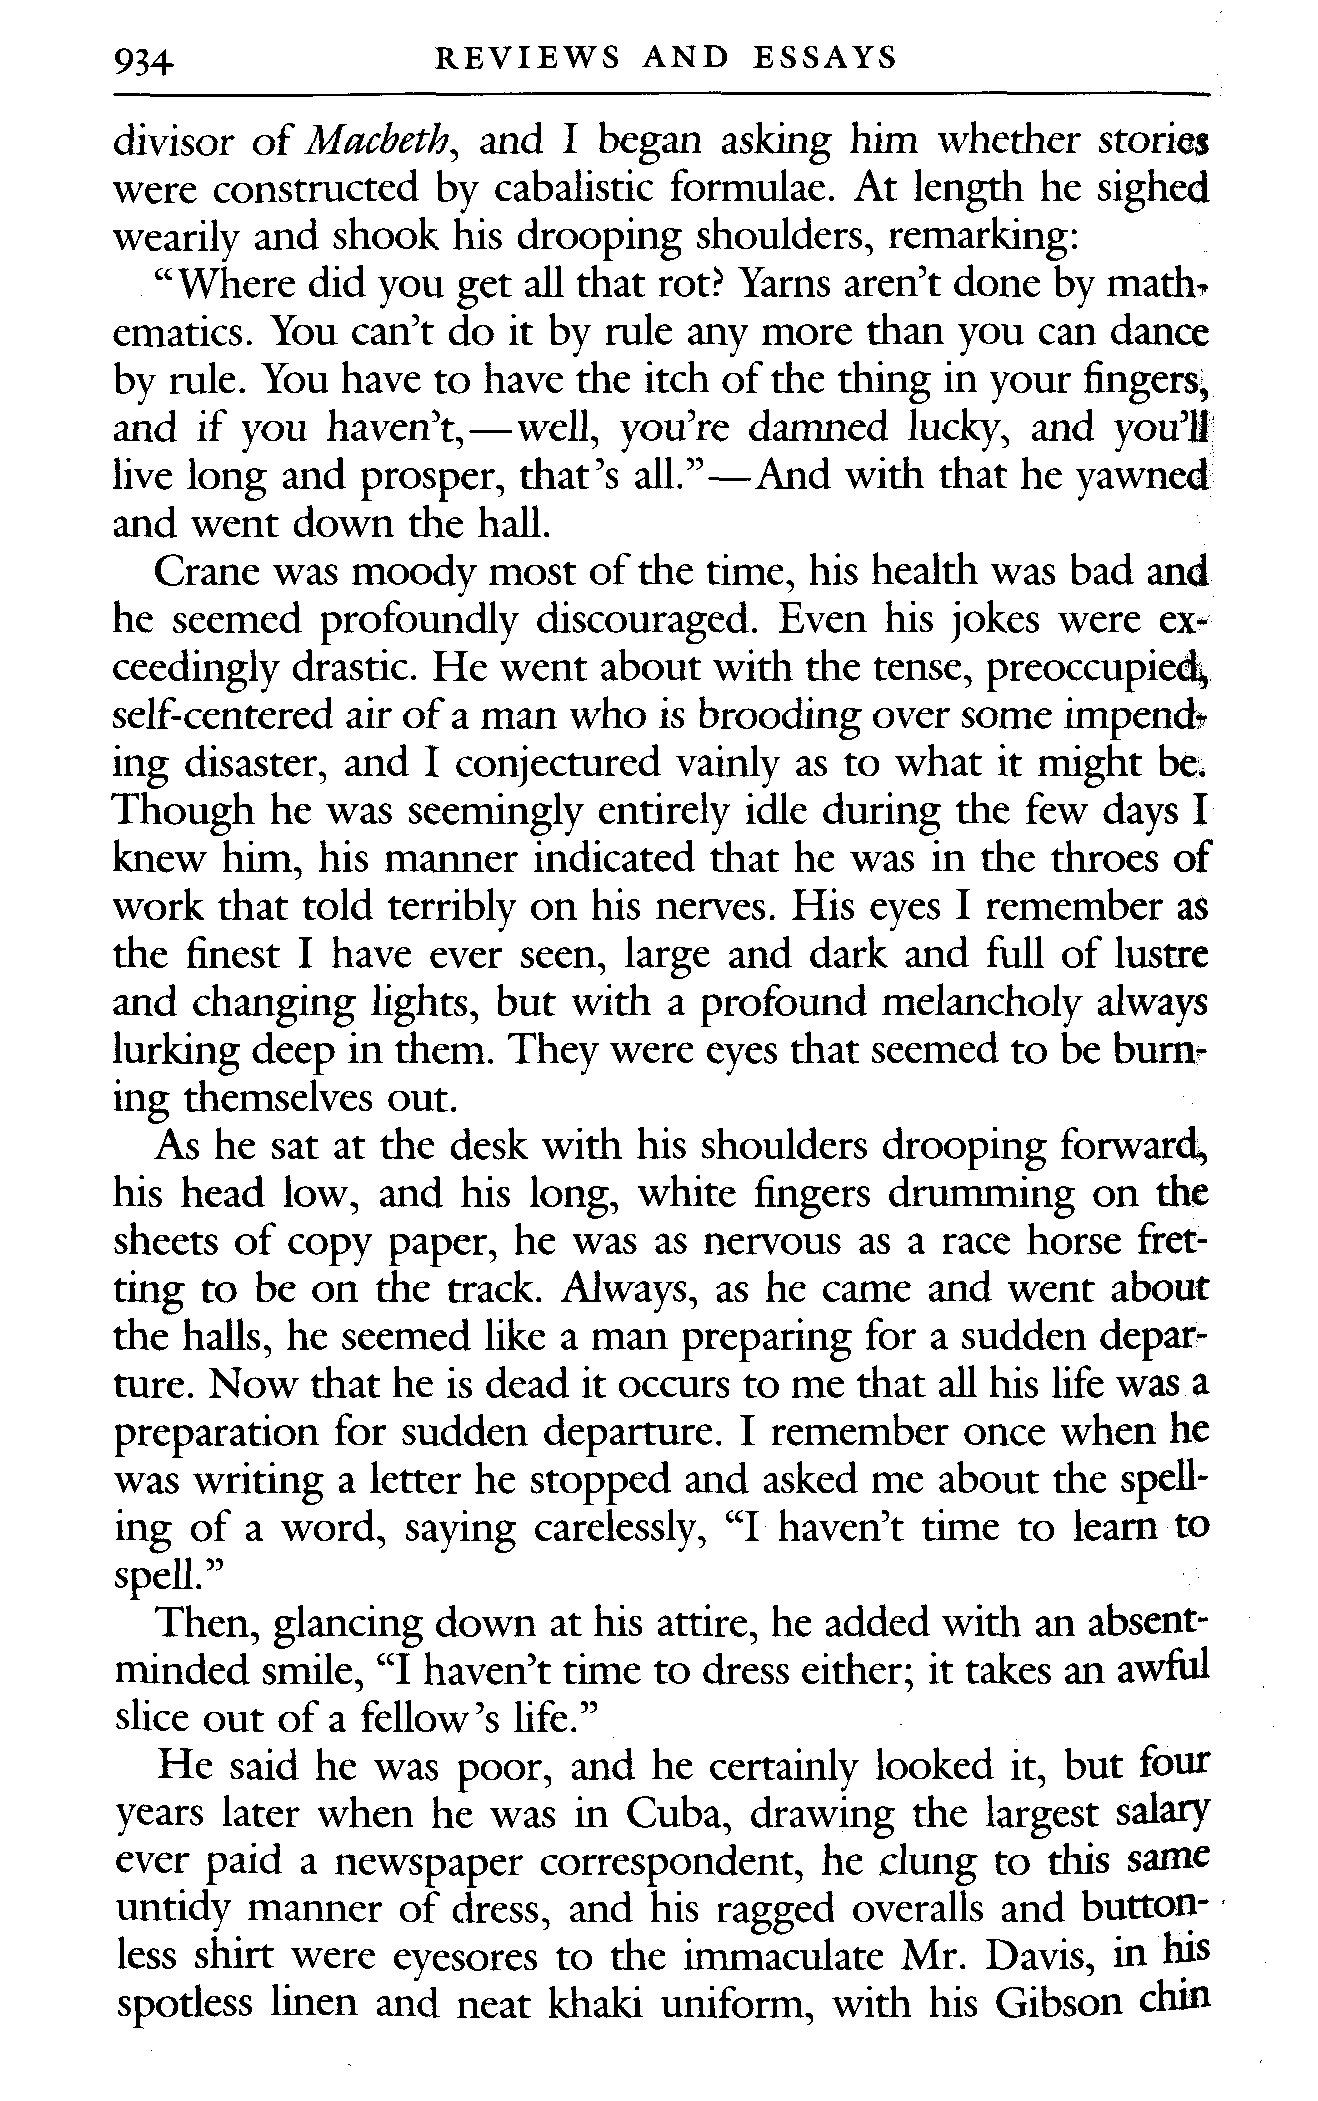 934 REVIEWS AND ESSAYS
divisor of Macbeth, and I began asking him whether stories
were constructed by cabalistic formulae. At length he sighed
wearily and shook his drooping shoulders, remarking:
“Where did you get all that rot? Yarns aren’t done by math-
ematics. You can’t do it by rule any more than you can dance
by rule. You have to have the itch of the thing in your fingers,
and if you haven’t,—well, you’re damned lucky, and you’ll
live long and prosper, that’s all.”—And with that he yawned
and went down the hall.
Crane was moody most of the time, his health was bad and
he seemed profoundly discouraged. Even his jokes were ex-
ceedingly drastic. He went about with the tense, preoccupied,
self-centered air of a man who is brooding over some impend-
ing disaster, and I conjectured vainly as to what it might be.
Though he was seemingly entirely idle during the few days I
knew him, his manner indicated that he was in the throes of
work that told terribly on his nerves. His eyes I remember as
the finest I have ever seen, large and dark and full of lustre
and changing lights, but with a profound melancholy always
lurking deep in them. They were eyes that seemed to be burn-
ing themselves out.
As he sat at the desk with his shoulders drooping forward,
his head low, and his long, white fingers drumming on the
sheets of copy paper, he was as nervous as a race horse fret-
ting to be on the track. Always, as he came and went about
the halls, he seemed like a man preparing for a sudden depar-
ture. Now that he is dead it occurs to me that all his life was a
preparation for sudden departure. I remember once when he
was writing a letter he stopped and asked me about the spell-
ing of a word, saying carelessly, “I haven’t time to learn to
spell.”
Then, glancing down at his attire, he added with an absent-
minded smile, “I haven’t time to dress either; it takes an awful
slice out of a fellow’s life.”
He said he was poor, and he certainly looked it, but four
years later when he was in Cuba, drawing the largest salary
ever paid a newspaper correspondent, he clung to this same
untidy manner of dress, and his ragged overalls and button-
less shirt were eyesores to the immaculate Mr. Davis, in his
spotless linen and neat khaki uniform, with his Gibson chin